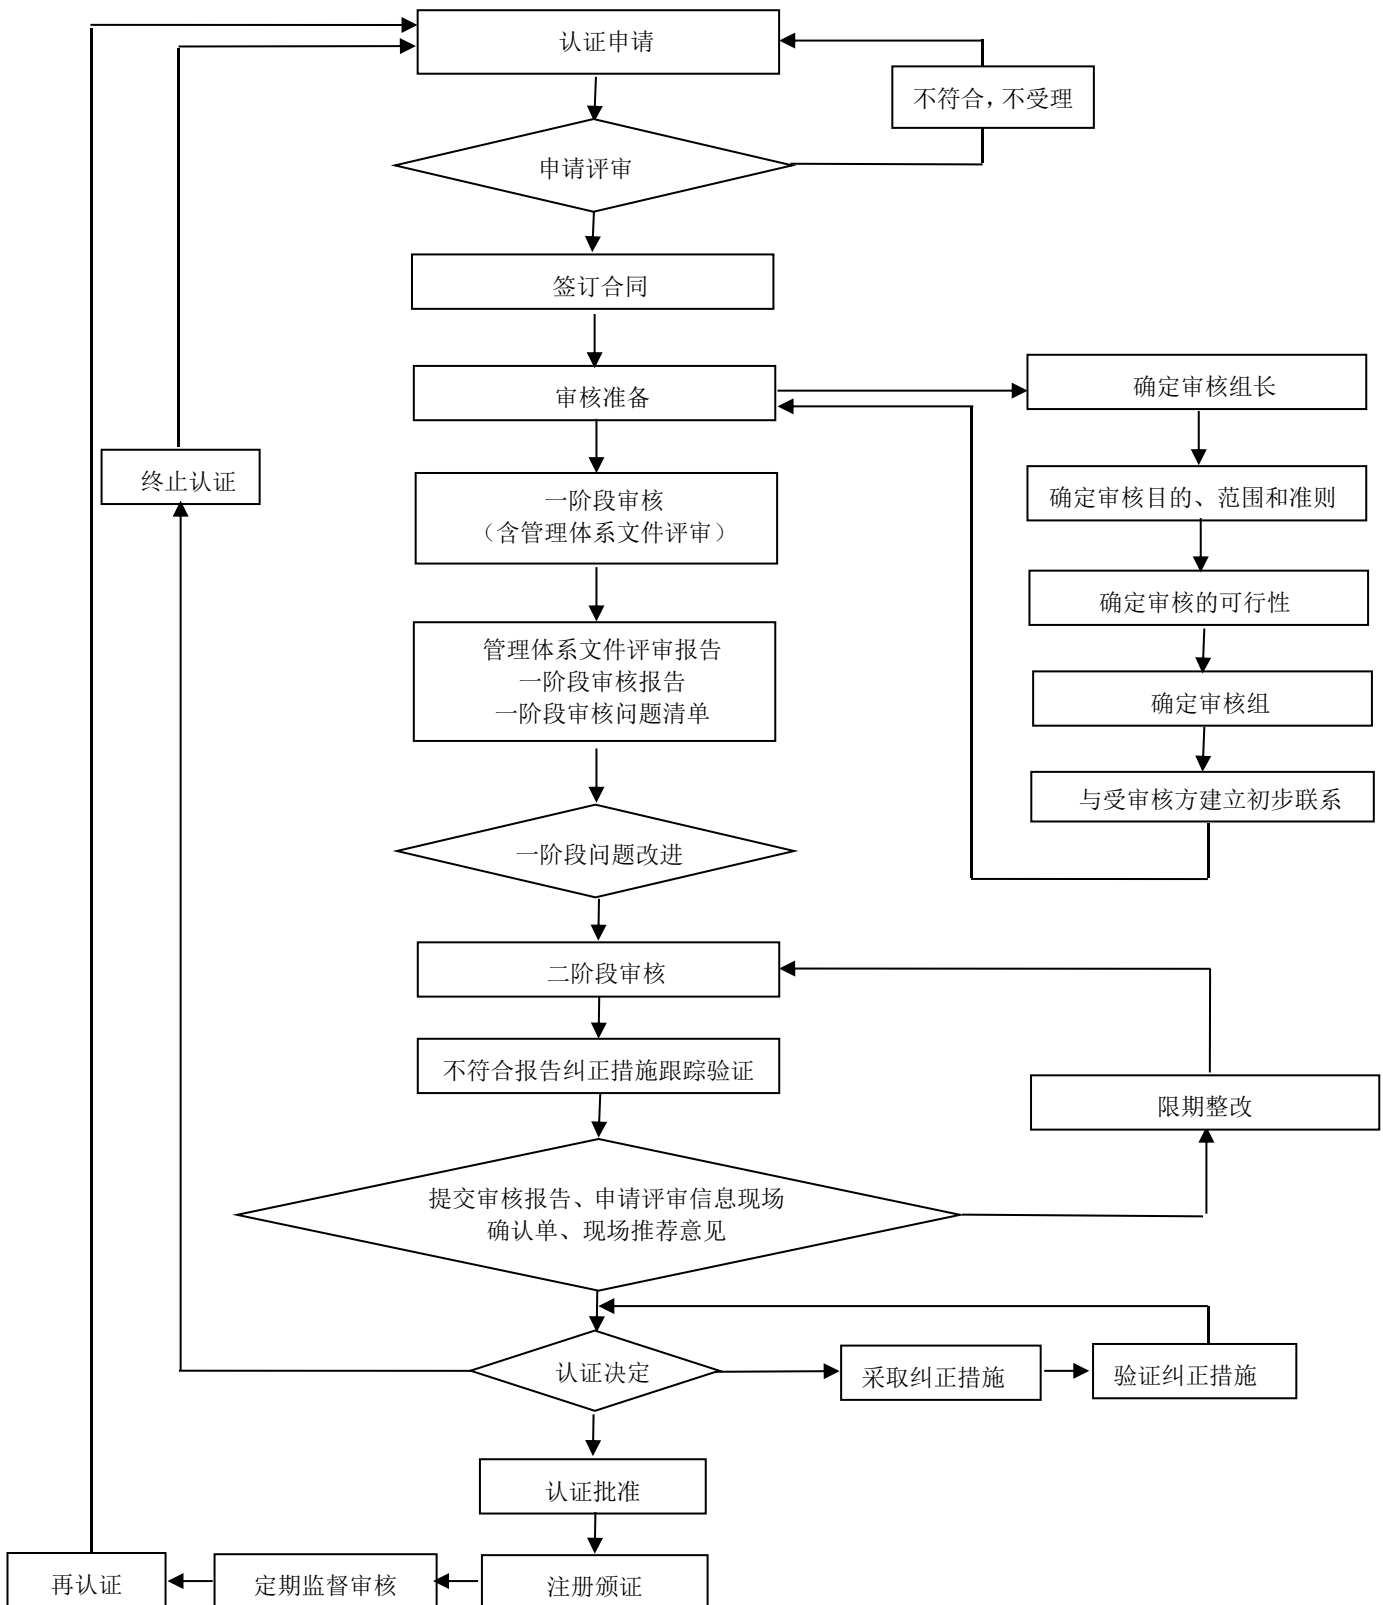 认证申请
不符合，不受理
申请评审
签订合同
审核准备
确定审核组长
终止认证
一阶段审核
（含管理体系文件评审）
确定审核目的、范围和准则
确定审核的可行性
管理体系文件评审报告
一阶段审核报告
一阶段审核问题清单
确定审核组
与受审核方建立初步联系
一阶段问题改进
二阶段审核
不符合报告纠正措施跟踪验证
限期整改
提交审核报告、申请评审信息现场
确认单、现场推荐意见
认证决定
采取纠正措施
验证纠正措施
认证批准
再认证
定期监督审核
注册颁证